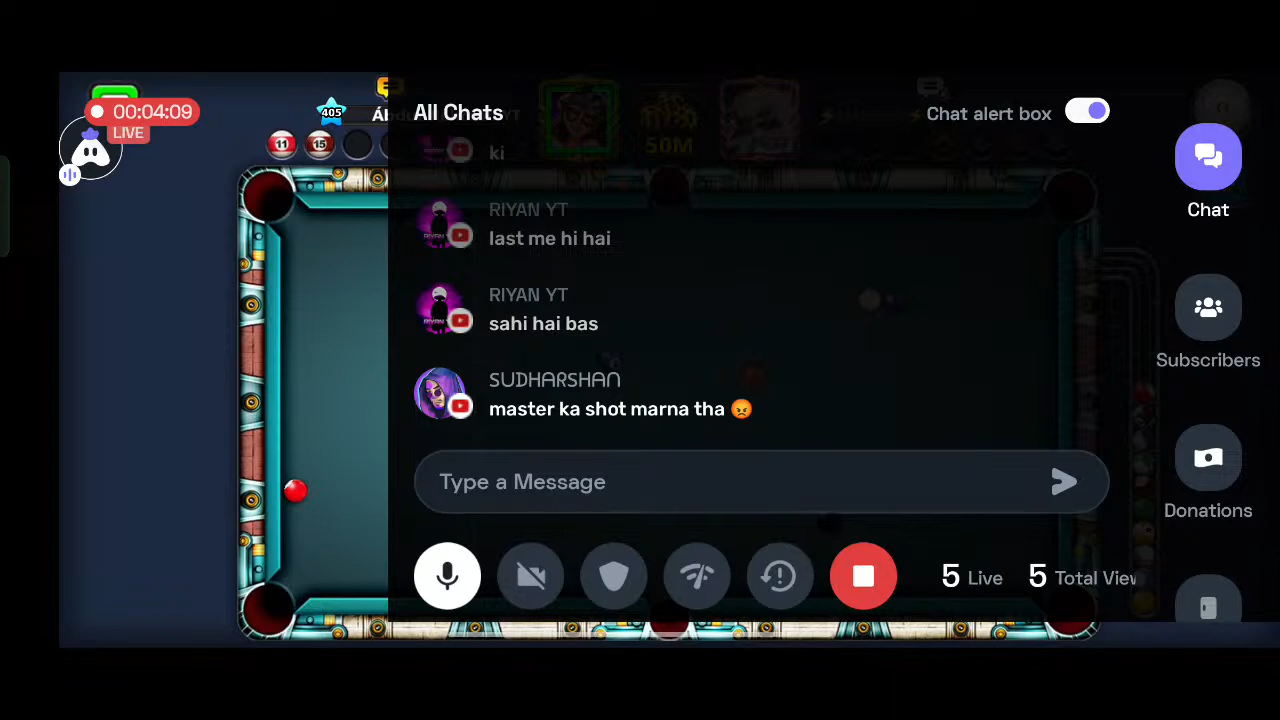 00:04:09
LIVE
405
Ábdu
11
15
50M
All Chats
Chat alert box
ki
RIYAN YT
last me hi hai
RIYAN YT
sahi hai bas
SUDHARSHAN
master ka shot marna tha 😡
Type a Message
5 Live
5 Total View
Chat
Subscribers
Donations